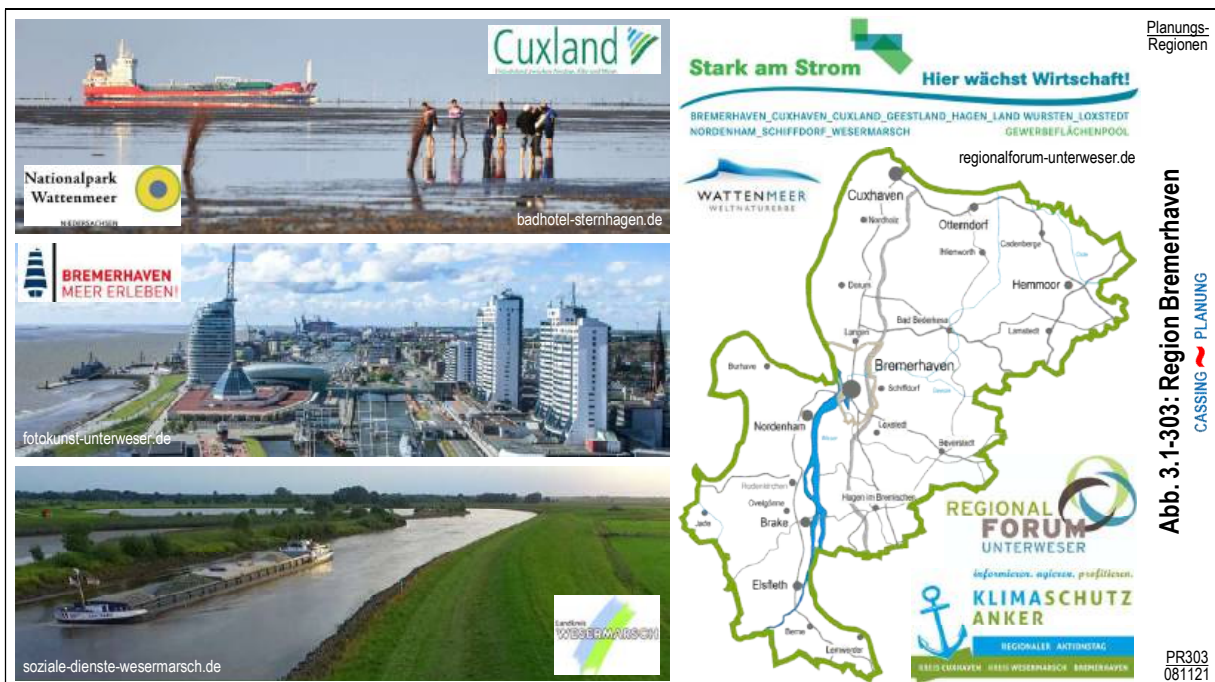 Cuxland
Nationalpark
Wattenmeer
NIEDERSACHSEN
badhotel-sternhagen.de
BREMERHAVEN
MEER ERLEBEN!
fotokunst-unterweser.de
Landkreis
WESERMARSCH
soziale-dienste-wesermarsch.de
Stark am Strom
Hier wächst Wirtschaft!
BREMERHAVEN_CUXHAVEN_CUXLAND_GEESTLAND_HAGEN_LAND WURSTEN_LOXSTEDT
NORDENHAM_SCHIFFDORF_WESERMARSCH
GEWERBEFLÄCHENPOOL
regionalforum-unterweser.de
WATTENMEER
WELTNATURERBE
Cuxhaven
Nordholz
Otterndorf
Cadenberge
Ihlienworth
Oste
Dorum
Hemmoor
Bad Bederkesa
Lamstedt
Langen
Burhave
Bremerhaven
Schiffdorf
Nordenham
Loxstedt
Weser
Beverstedt
Rodenkirchen
Ovelgönne
Hagen im Bremischen
Jade
Brake
Elsfleth
Berne
Lemwerder
REGIONAL
FORUM
UNTERWESER
informieren. agieren. profitieren.
KLIMASCHUTZ
ANKER
REGIONALER AKTIONSTAG
KREIS CUXHAVEN KREIS WESERMARSCH BREMERHAVEN
Planungs-
Regionen
Abb. 3.1-303: Region Bremerhaven
CASSING ~ PLANUNG
PR303
081121